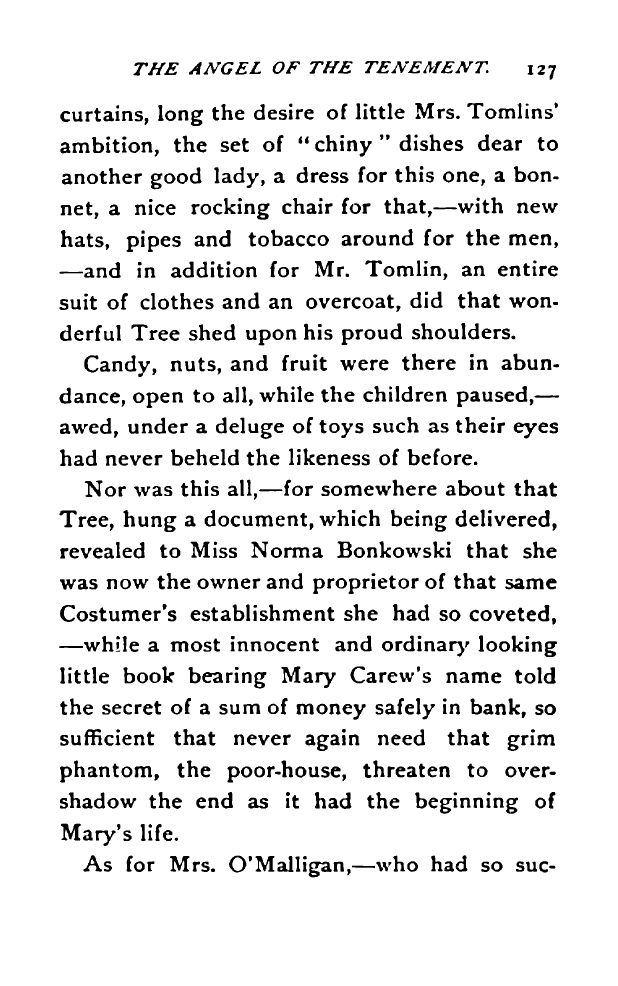 THE ANGEL OF THE TENEMENT. 127
curtains, long the desire of little Mrs. Tomlins'
ambition, the set of "chiny" dishes dear to
another good lady, a dress for this one, a bon-
net, a nice rocking chair for that,—with new
hats, pipes and tobacco around for the men,
—and in addition for Mr. Tomlin, an entire
suit of clothes and an overcoat, did that won-
derful Tree shed upon his proud shoulders.
Candy, nuts, and fruit were there in abun-
dance, open to all, while the children paused,—
awed, under a deluge of toys such as their eyes
had never beheld the likeness of before.
Nor was this all,—for somewhere about that
Tree, hung a document, which being delivered,
revealed to Miss Norma Bonkowski that she
was now the owner and proprietor of that same
Costumer's establishment she had so coveted,
—while a most innocent and ordinary looking
little book bearing Mary Carew's name told
the secret of a sum of money safely in bank, so
sufficient that never again need that grim
phantom, the poor-house, threaten to over-
shadow the end as it had the beginning of
Mary's life.
As for Mrs. O'Malligan,—who had so suc-